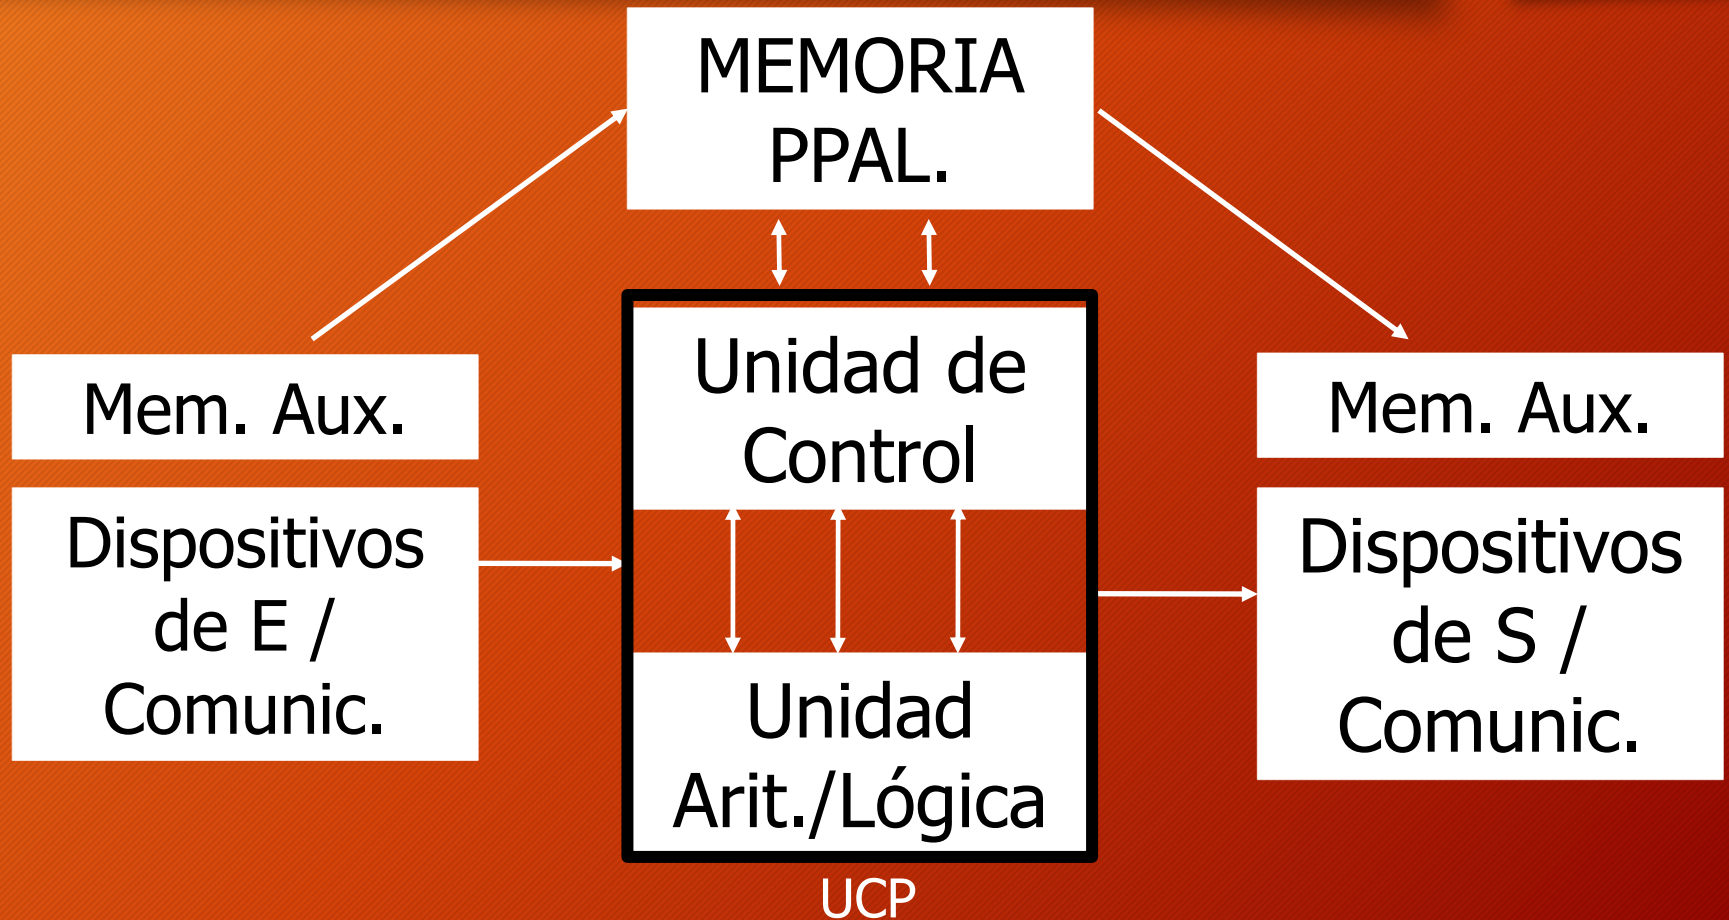 MEMORIA
PPAL.
Mem. Aux.
Dispositivos
de E /
Comunic.
Unidad de
Control
Unidad
Arit./Lógica
UCP
Mem. Aux.
Dispositivos
de S /
Comunic.